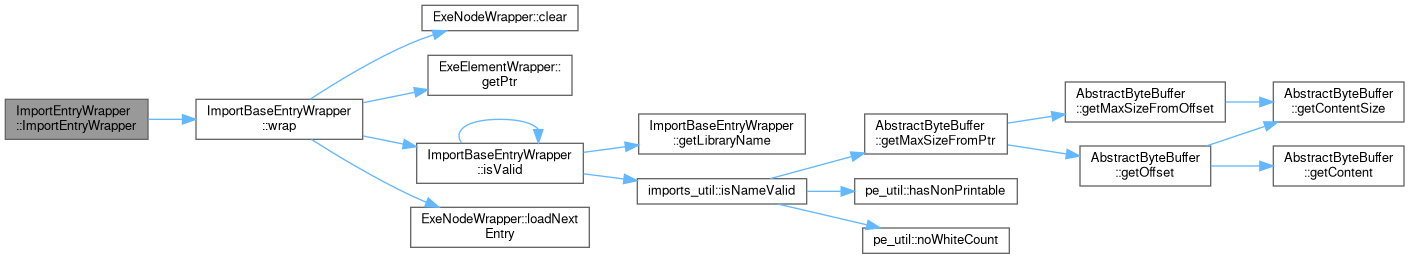 ImportEntryWrapper
::ImportEntryWrapper
ImportBaseEntryWrapper
::wrap
ExeNodeWrapper::clear
ExeElementWrapper::
getPtr
ImportBaseEntryWrapper
::isValid
ExeNodeWrapper::loadNext
Entry
ImportBaseEntryWrapper
::getLibraryName
imports_util::isNameValid
AbstractByteBuffer
::getMaxSizeFromPtr
pe_util::hasNonPrintable
pe_util::noWhiteCount
AbstractByteBuffer
::getMaxSizeFromOffset
AbstractByteBuffer
::getOffset
AbstractByteBuffer
::getContentSize
AbstractByteBuffer
::getContent